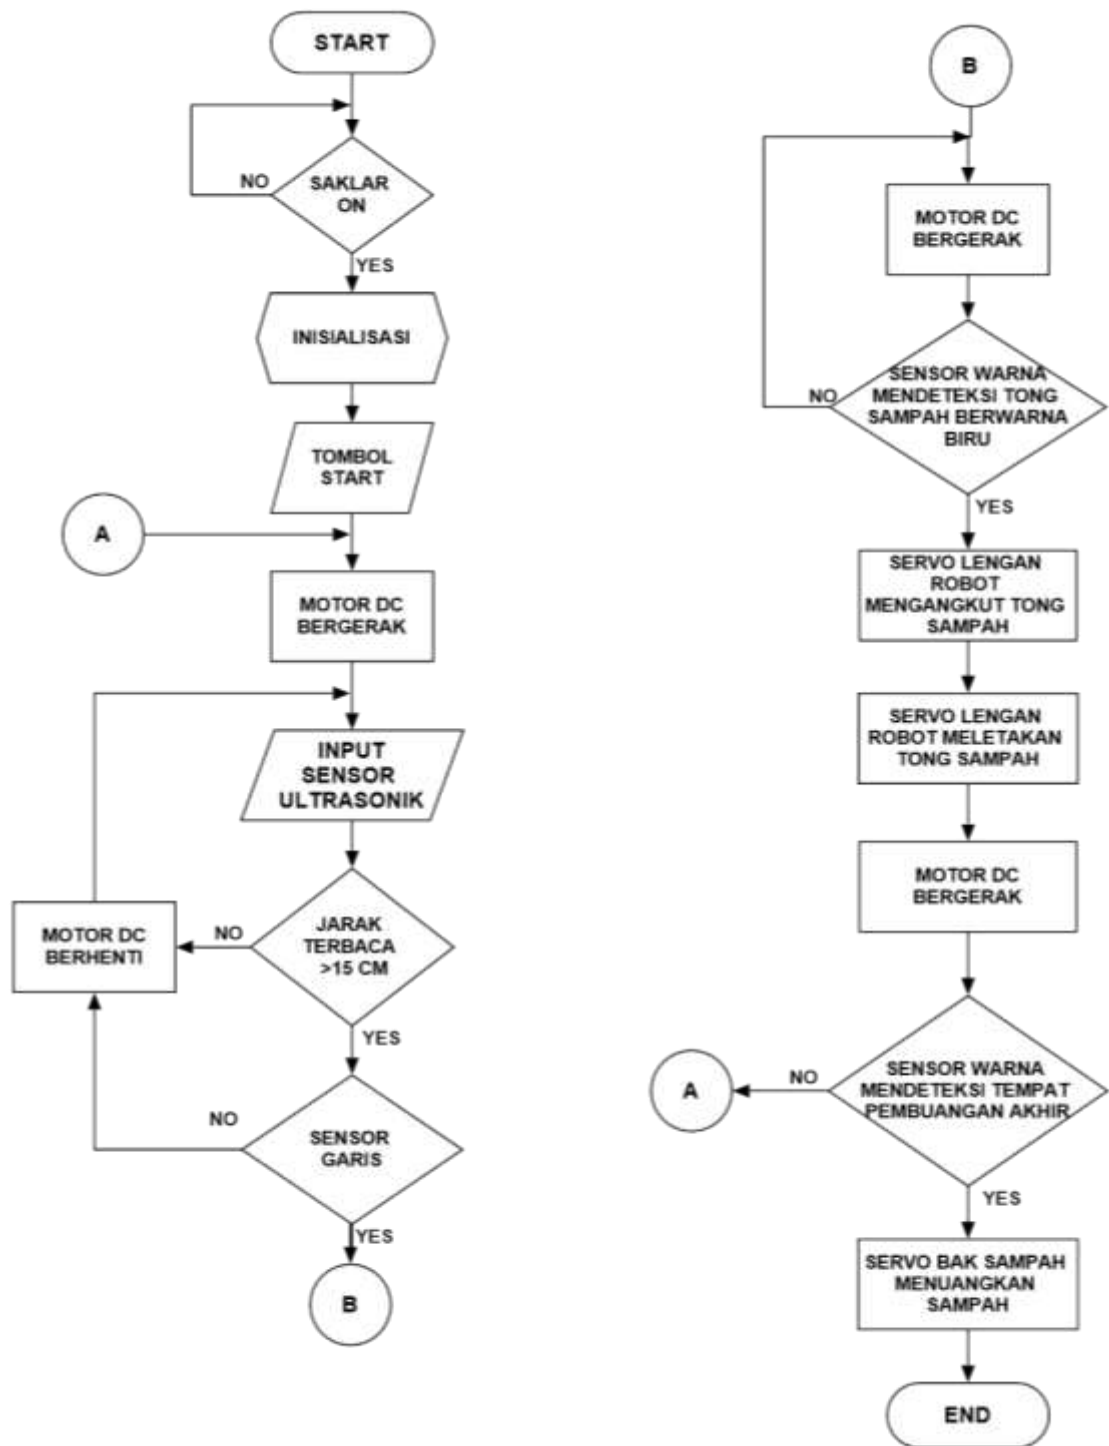 START
NO
SAKLAR
ON
YES
INISIALISASI
TOMBOL
START
A
MOTOR DC
BERGERAK
INPUT
SENSOR
ULTRASONIK
MOTOR DC
BERHENTI
NO
JARAK
TERBACA
>15 CM
YES
NO
SENSOR
GARIS
YES
B
B
MOTOR DC
BERGERAK
NO
SENSOR WARNA
MENDETEKSI TONG
SAMPAH BERWARNA
BIRU
YES
SERVO LENGAN
ROBOT
MENGANGKUT TONG
SAMPAH
SERVO LENGAN
ROBOT MELETAKAN
TONG SAMPAH
MOTOR DC
BERGERAK
A
NO
SENSOR WARNA
MENDETEKSI TEMPAT
PEMBUANGAN AKHIR
YES
SERVO BAK SAMPAH
MENUANGKAN
SAMPAH
END